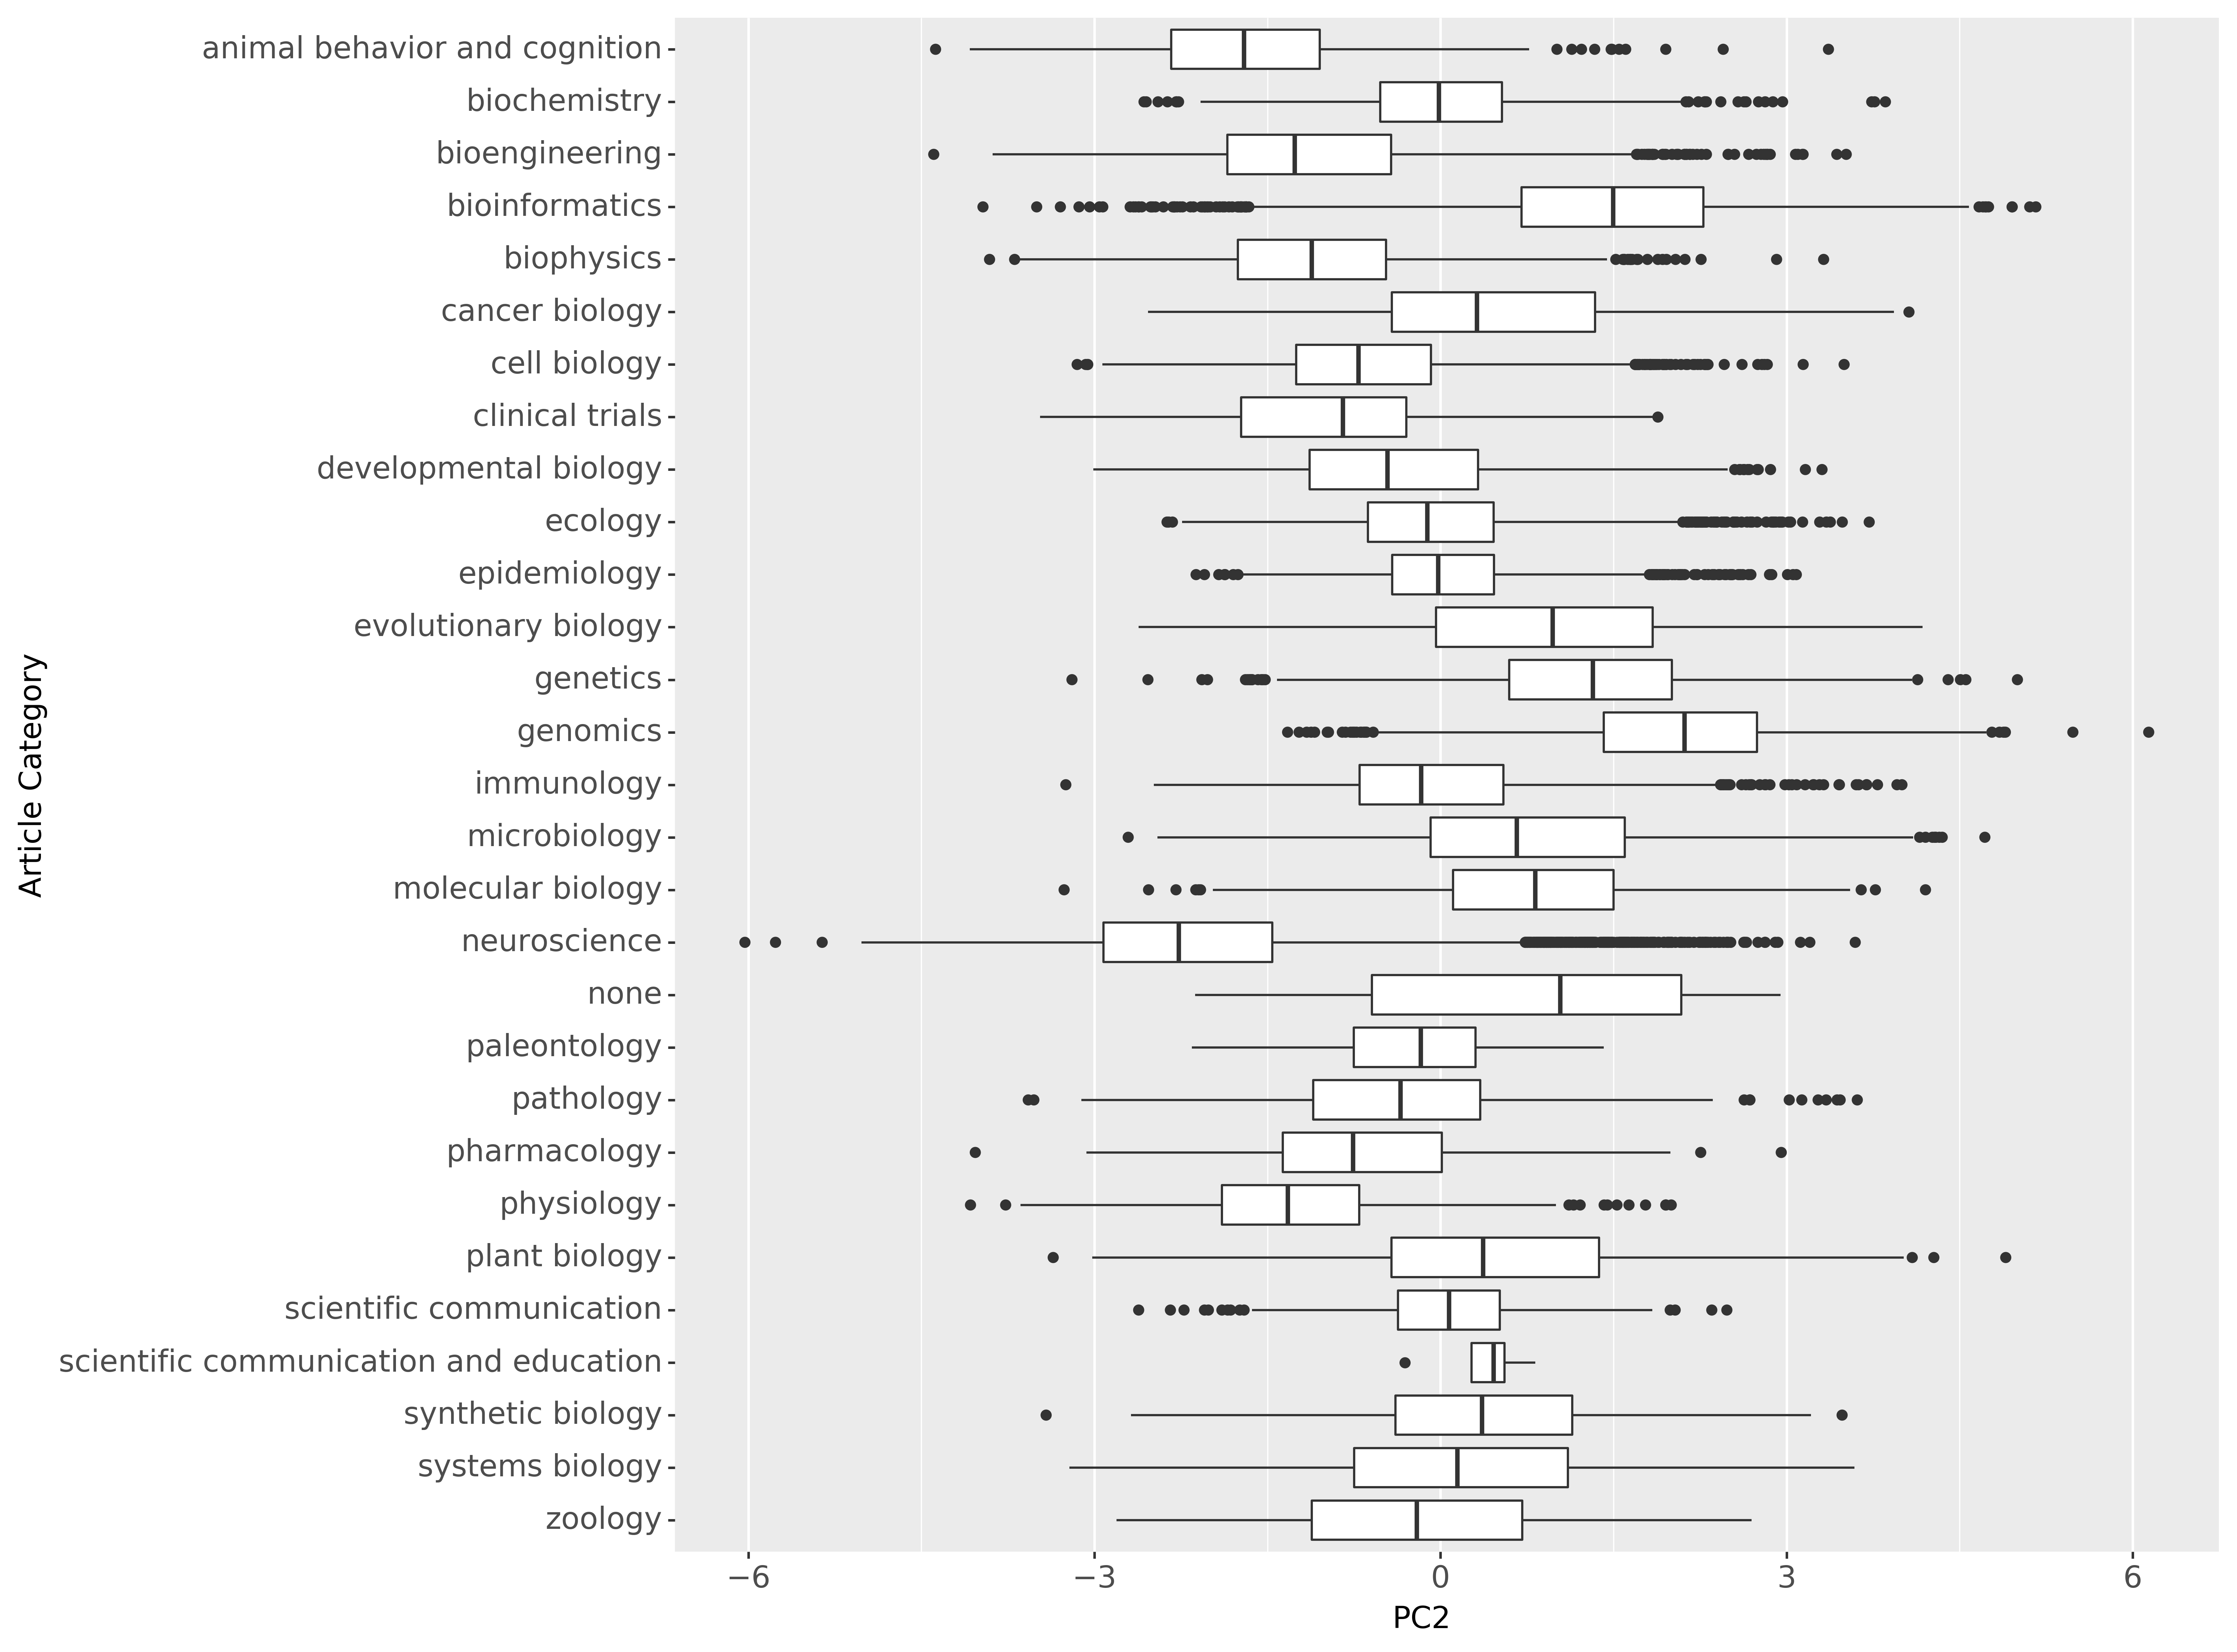 animal behavior and cognition
biochemistry
bioengineering
bioinformatics
biophysics
cancer biology
cell biology
clinical trials
developmental biology
ecology
epidemiology
evolutionary biology
genetics
genomics
immunology
microbiology
molecular biology
neuroscience
none
paleontology
pathology
pharmacology
physiology
plant biology
scientific communication
scientific communication and education
synthetic biology
systems biology
zoology
Article Category
−6 −3 0 3 6
PC2